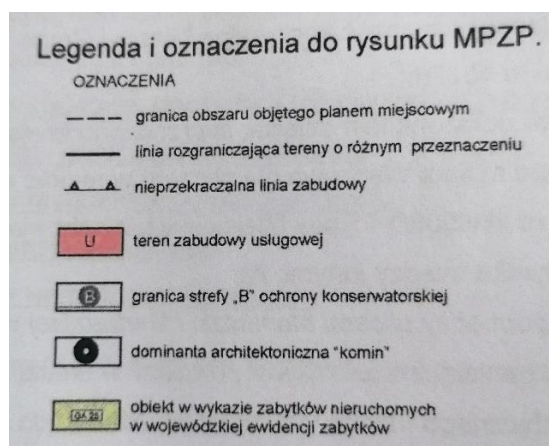 Legenda i oznaczenia do rysunku MPZP.
OZNACZENIA
granica obszaru objętego planem miejscowym
linia rozgraniczająca tereny o różnym przeznaczeniu
nieprzekraczalna linia zabudowy
U teren zabudowy usługowej
B granica strefy „B” ochrony konserwatorskiej
dominanta architektoniczna "komin"
obiekt w wykazie zabytków nieruchomych
w wojewódzkiej ewidencji zabytków